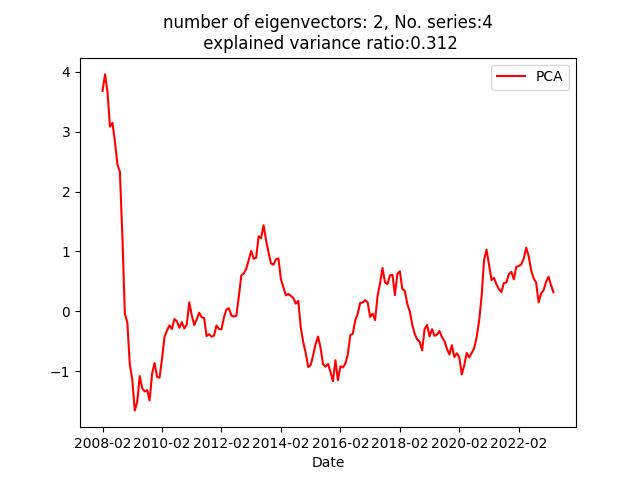 number of eigenvectors: 2, No. series:4
explained variance ratio:0.312
PCA
4
3
2
1
0
−1
2008-02 2010-02 2012-02 2014-02 2016-02 2018-02 2020-02 2022-02
Date